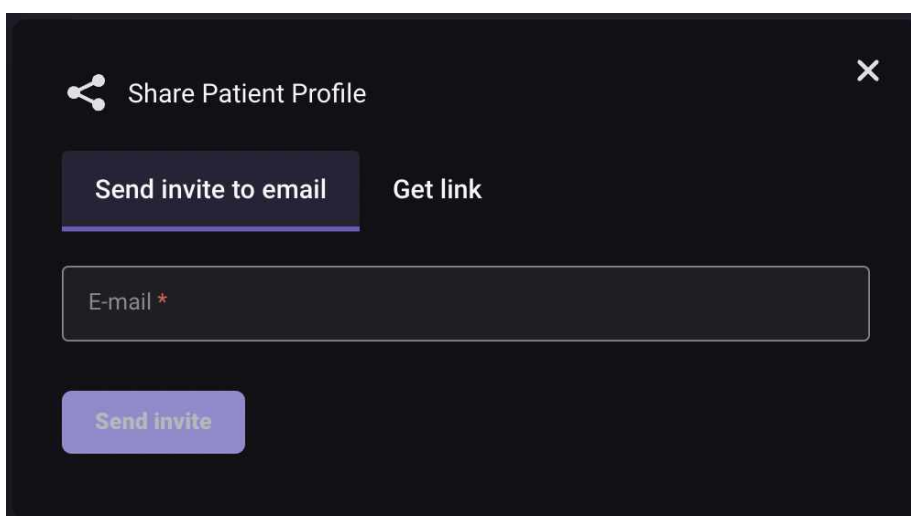 Share Patient Profile
Send invite to email Get link
E-mail *
Send invite